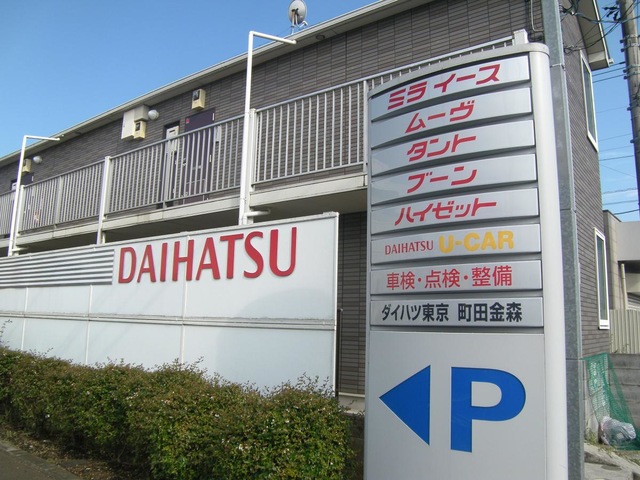 DAIHATSU
ミラ イース
ムーヴ
タント
ブーン
ハイゼット
DAIHATSU U-CAR
車検・点検・整備
ダイハツ東京 町田金森
P